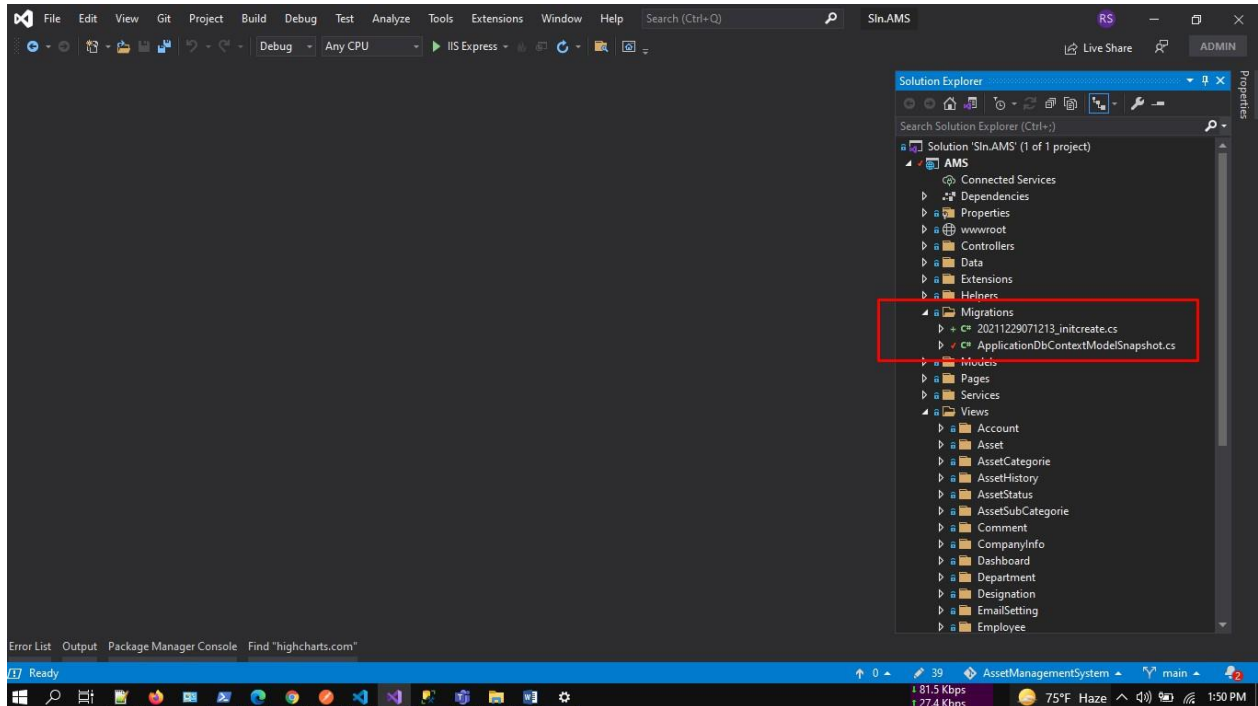 File Edit View Git Project Build Debug Test Analyze Tools Extensions Window Help Search (Ctrl+Q) Sln.AMS RS
Debug Any CPU IIS Express Live Share ADMIN
Solution Explorer
Properties
Search Solution Explorer (Ctrl+;)
Solution 'Sln.AMS' (1 of 1 project)
AMS
Connected Services
Dependencies
Properties
wwwroot
Controllers
Data
Extensions
Helpers
Migrations
+ C# 20211229071213_initcreate.cs
C# ApplicationDbContextModelSnapshot.cs
Models
Pages
Services
Views
Account
Asset
AssetCategorie
AssetHistory
AssetStatus
AssetSubCategorie
Comment
CompanyInfo
Dashboard
Department
Designation
EmailSetting
Employee
Error List Output Package Manager Console Find "highcharts.com"
Ready 0 39 AssetManagementSystem main 2
81.5 Kbps
27.4 Kbps
75°F Haze 1:50 PM